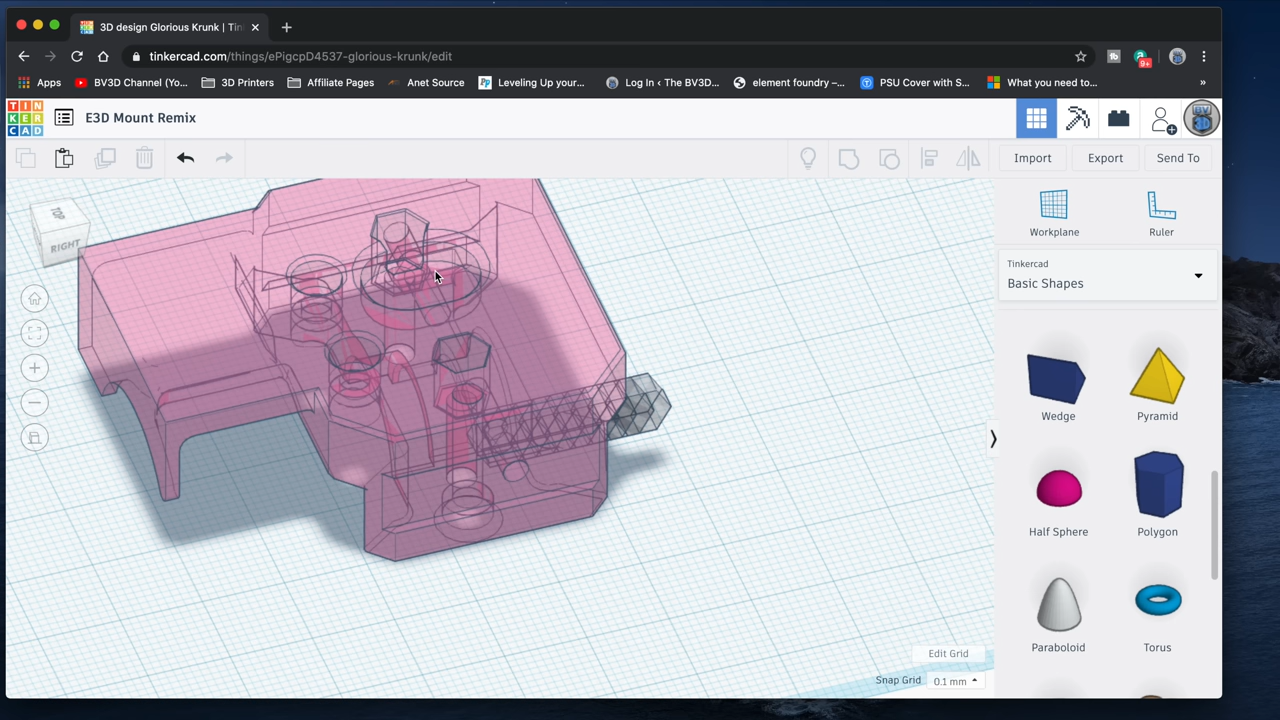 3D design Glorious Krunk | Tin
tinkercad.com/things/ePigcpD4537-glorious-krunk/edit
9+
Apps BV3D Channel (Yo... 3D Printers Affiliate Pages Anet Source Leveling Up your... Log In ‹ The BV3D... element foundry –... PSU Cover with S... What you need to... »
TIN
KER
CAD
E3D Mount Remix
Import Export Send To
TOP
RIGHT
Workplane Ruler
Tinkercad
Basic Shapes
Wedge Pyramid
Half Sphere Polygon
Paraboloid Torus
Edit Grid
Snap Grid 0.1 mm